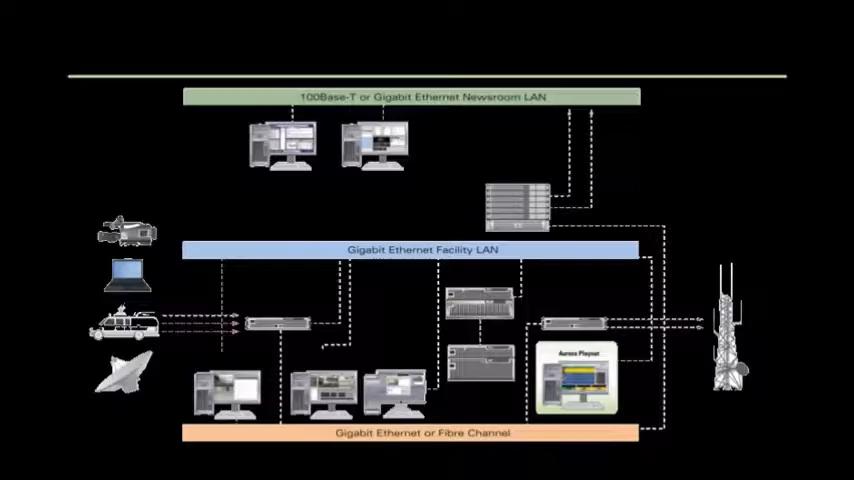 100Base-T or Gigabit Ethernet Newsroom LAN
Gigabit Ethernet Facility LAN
Aurora Playout
Gigabit Ethernet or Fibre Channel